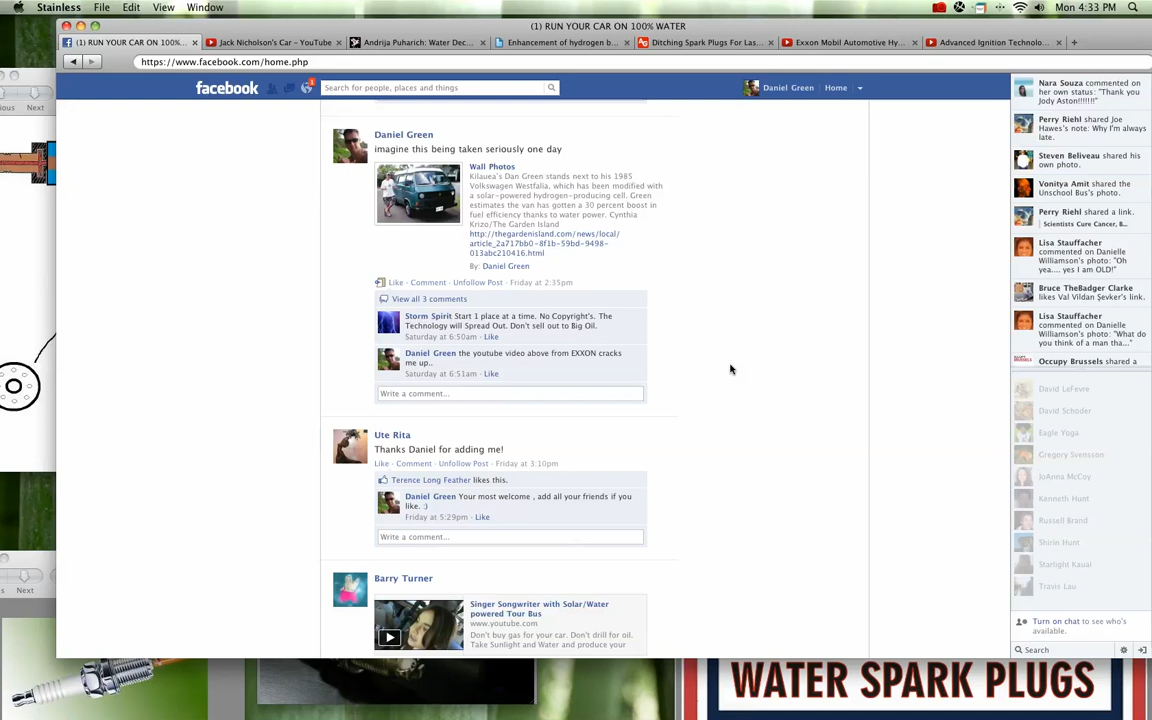 Stainless File Edit View Window Mon 4:33 PM
(1) RUN YOUR CAR ON 100% WATER
(1) RUN YOUR CAR ON 100%... × Jack Nicholson's Car - YouTube × Andrija Puharich: Water Dec... × Enhancement of hydrogen b... × Ditching Spark Plugs For Las... × Exxon Mobil Automotive Hy... × Advanced Ignition Technolo... × +
https://www.facebook.com/home.php
facebook 1 Search for people, places and things Daniel Green Home
Daniel Green
imagine this being taken seriously one day
Wall Photos
Kilauea's Dan Green stands next to his 1985
Volkswagen Westfalia, which has been modified with
a solar-powered hydrogen-producing cell. Green
estimates the van has gotten a 30 percent boost in
fuel efficiency thanks to water power. Cynthia
Krizo/The Garden Island
http://thegardenisland.com/news/local/
article_2a717bb0-8f1b-59bd-9498-
013abc210416.html
By: Daniel Green
Like · Comment · Unfollow Post · Friday at 2:35pm
View all 3 comments
Storm Spirit Start 1 place at a time. No Copyright's. The
Technology will Spread Out. Don't sell out to Big Oil.
Saturday at 6:50am · Like
Daniel Green the youtube video above from EXXON cracks
me up..
Saturday at 6:51am · Like
Write a comment...
Ute Rita
Thanks Daniel for adding me!
Like · Comment · Unfollow Post · Friday at 3:10pm
Terence Long Feather likes this.
Daniel Green Your most welcome , add all your friends if you
like. :)
Friday at 5:29pm · Like
Write a comment...
Barry Turner
Singer Songwriter with Solar/Water
powered Tour Bus
www.youtube.com
Don't buy gas for your car. Don't drill for oil.
Take Sunlight and Water and produce your
Nara Souza commented on
her own status: "Thank you
Jody Aston!!!!!!!"
Perry Riehl shared Joe
Hawes's note: Why I'm always
late.
Steven Beliveau shared his
own photo.
Vonitya Amit shared the
Unschool Bus's photo.
Perry Riehl shared a link.
Scientists Cure Cancer, B...
Lisa Stauffacher
commented on Danielle
Williamson's photo: "Oh
yea.... yes I am OLD!"
Bruce TheBadger Clarke
likes Val Vildan Şevker's link.
Lisa Stauffacher
commented on Danielle
Williamson's photo: "What do
you think of a man tha..."
Occupy Brussels shared a
David LeFevre
David Schoder
Eagle Yoga
Gregory Svensson
JoAnna McCoy
Kenneth Hunt
Russell Brand
Shirin Hunt
Starlight Kauai
Travis Lau
Turn on chat to see who's
available.
Search
ious Next
s Next
WATER SPARK PLUGS